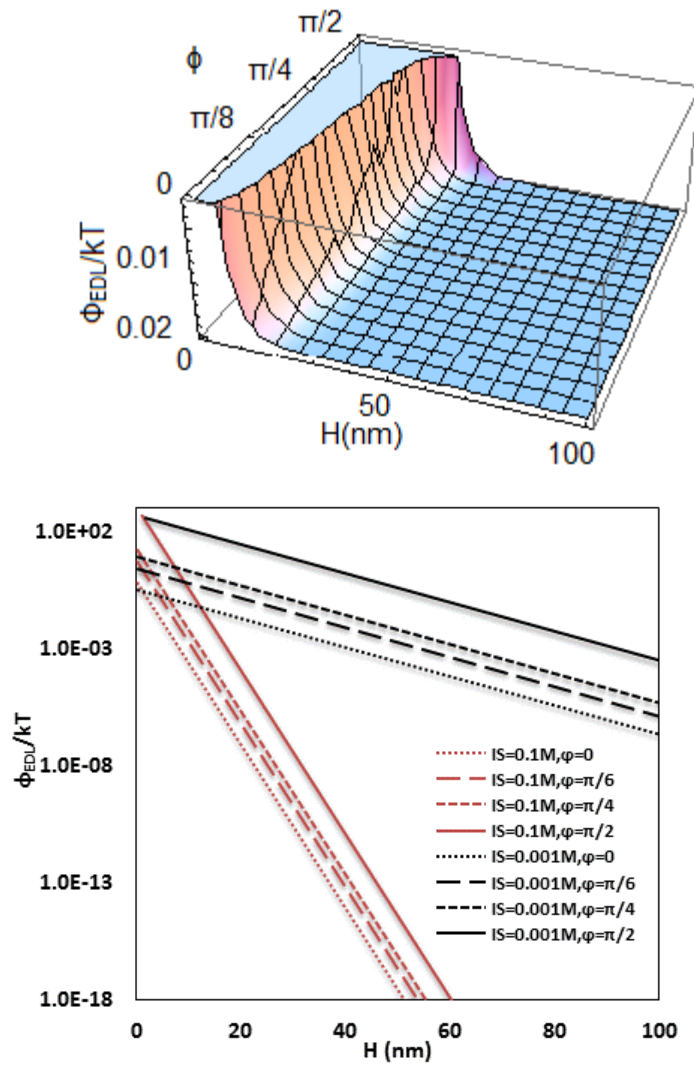 π/2
ϕ
π/4
π/8
0
0.01
0.02
Φ_EDL/kT
0
50
100
H(nm)
1.0E+02
1.0E-03
1.0E-08
1.0E-13
1.0E-18
ϕ_EDL/kT
IS=0.1M,φ=0
IS=0.1M,φ=π/6
IS=0.1M,φ=π/4
IS=0.1M,φ=π/2
IS=0.001M,φ=0
IS=0.001M,φ=π/6
IS=0.001M,φ=π/4
IS=0.001M,φ=π/2
0 20 40 60 80 100
H (nm)